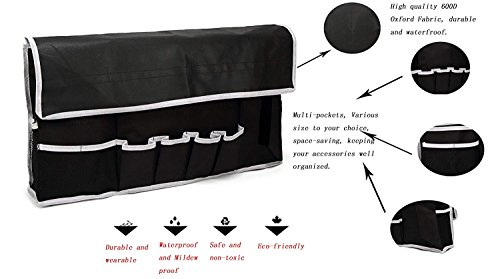 High quality 600D
Oxford Fabric, durable
and waterfroof.
Multi-pockets, Various
size to your choice,
space-saving, keeping
your accessories well
organized.
Durable and
wearable
Waterproof
and Mildew
proof
Safe and
non-toxic
Eco-friendly